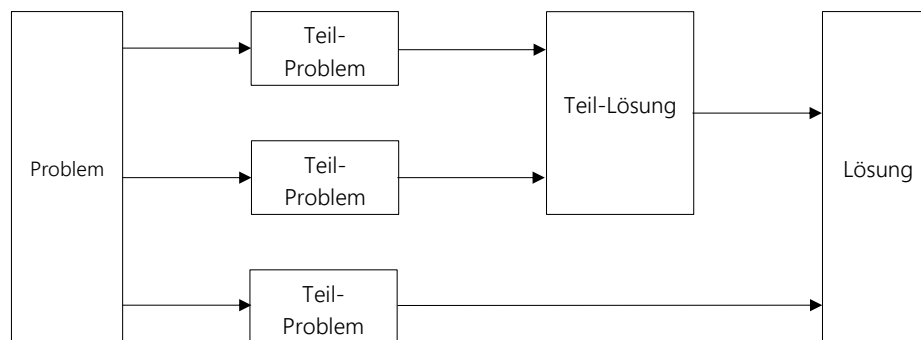 Problem
Teil-
Problem
Teil-
Problem
Teil-
Problem
Teil-Lösung
Lösung